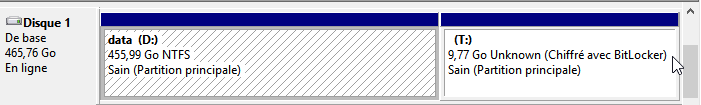 Disque 1
De base
465,76 Go
En ligne
data (D:)
455,99 Go NTFS
Sain (Partition principale)
(T:)
9,77 Go Unknown (Chiffré avec BitLocker)
Sain (Partition principale)